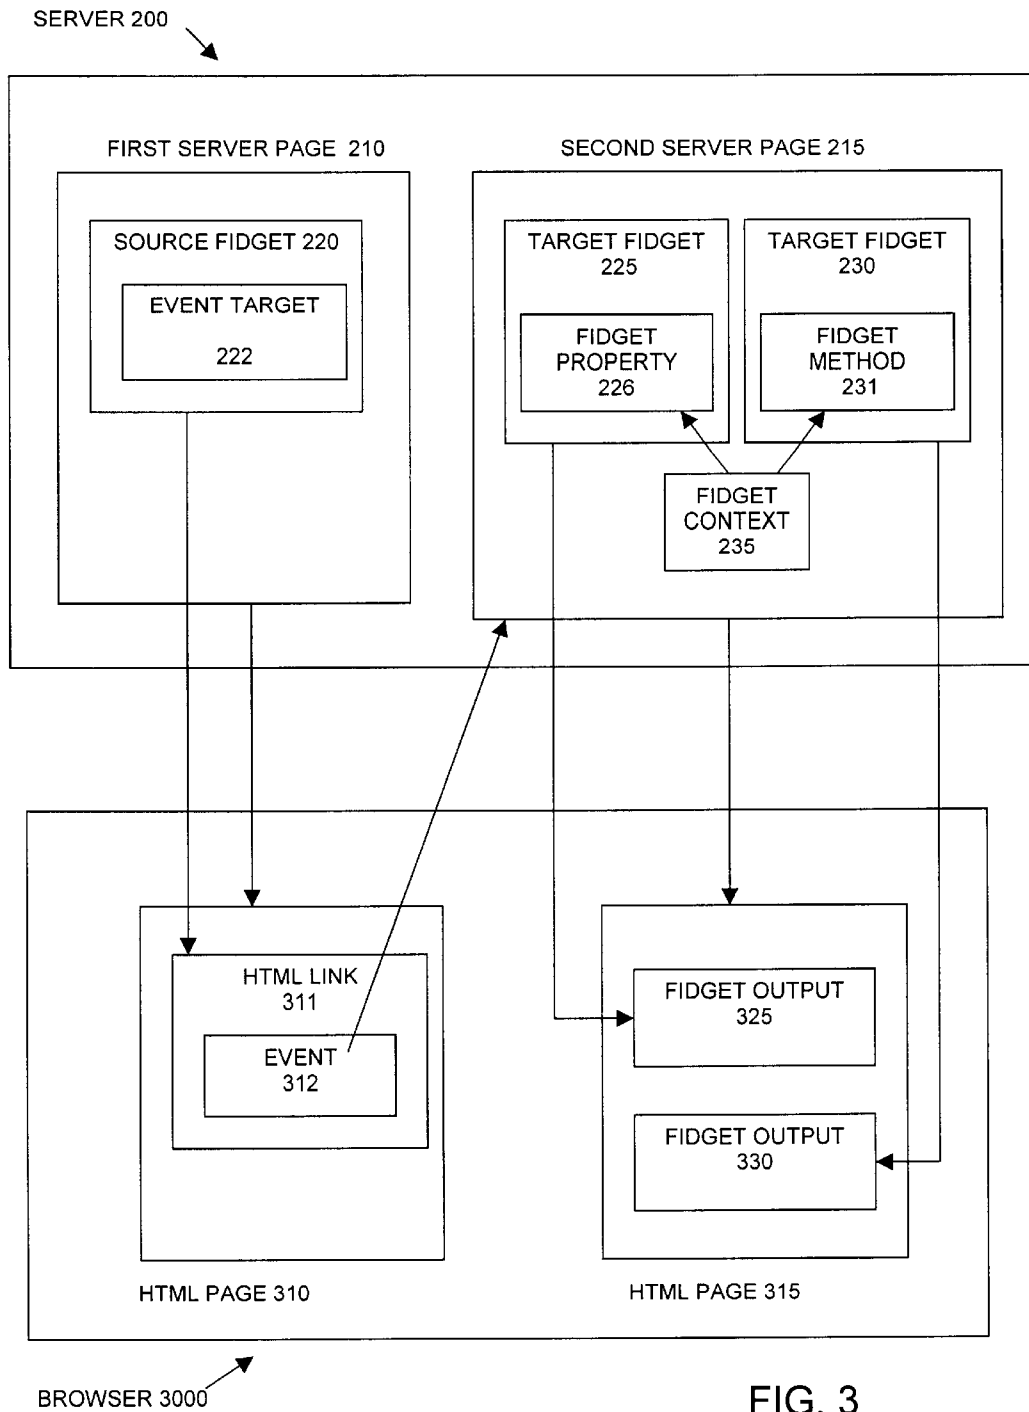 SERVER 200
FIRST SERVER PAGE 210
SECOND SERVER PAGE 215
SOURCE FIDGET 220
EVENT TARGET
222
TARGET FIDGET
225
FIDGET
PROPERTY
226
TARGET FIDGET
230
FIDGET
METHOD
231
FIDGET
CONTEXT
235
HTML LINK
311
EVENT
312
FIDGET OUTPUT
325
FIDGET OUTPUT
330
HTML PAGE 310
HTML PAGE 315
BROWSER 3000
FIG. 3